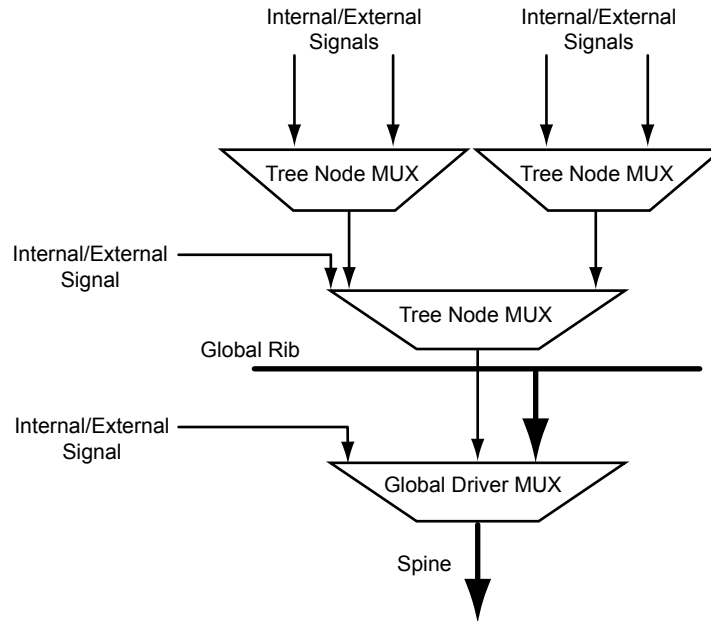 Internal/External
Signals
Internal/External
Signals
Tree Node MUX
Tree Node MUX
Internal/External
Signal
Tree Node MUX
Global Rib
Internal/External
Signal
Global Driver MUX
Spine